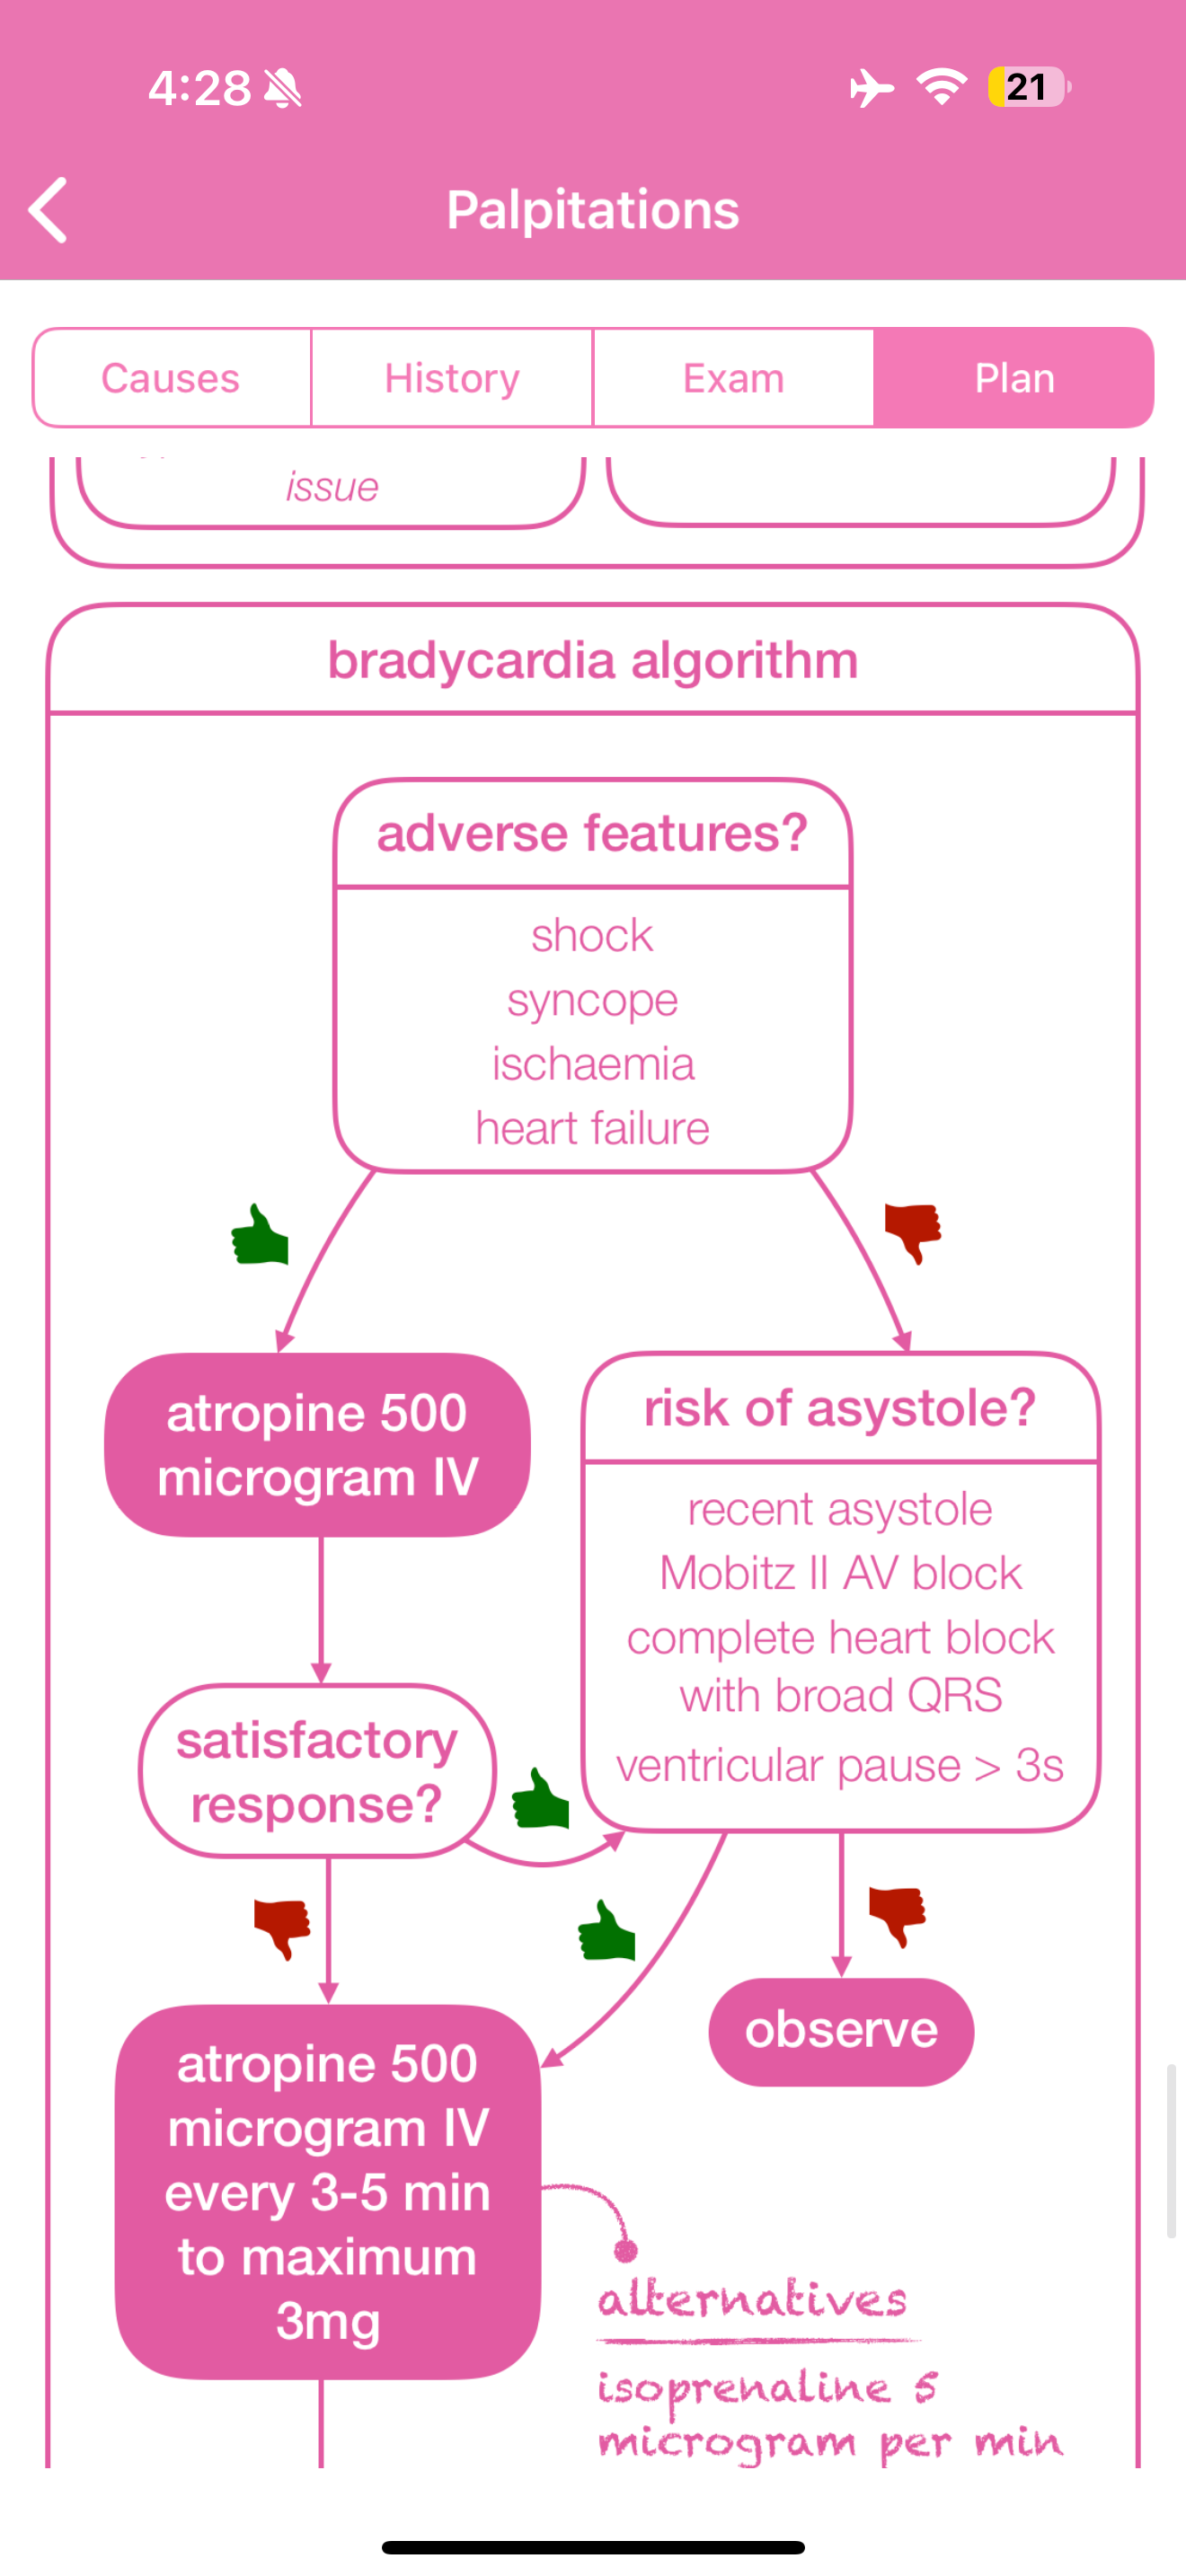 4:28
21
Palpitations
Causes
History
Exam
Plan
issue
bradycardia algorithm
adverse features?
shock
syncope
ischaemia
heart failure
atropine 500
microgram IV
risk of asystole?
recent asystole
Mobitz II AV block
complete heart block
with broad QRS
ventricular pause > 3s
satisfactory
response?
observe
atropine 500
microgram IV
every 3-5 min
to maximum
3mg
alternatives
isoprenaline 5
microgram per min